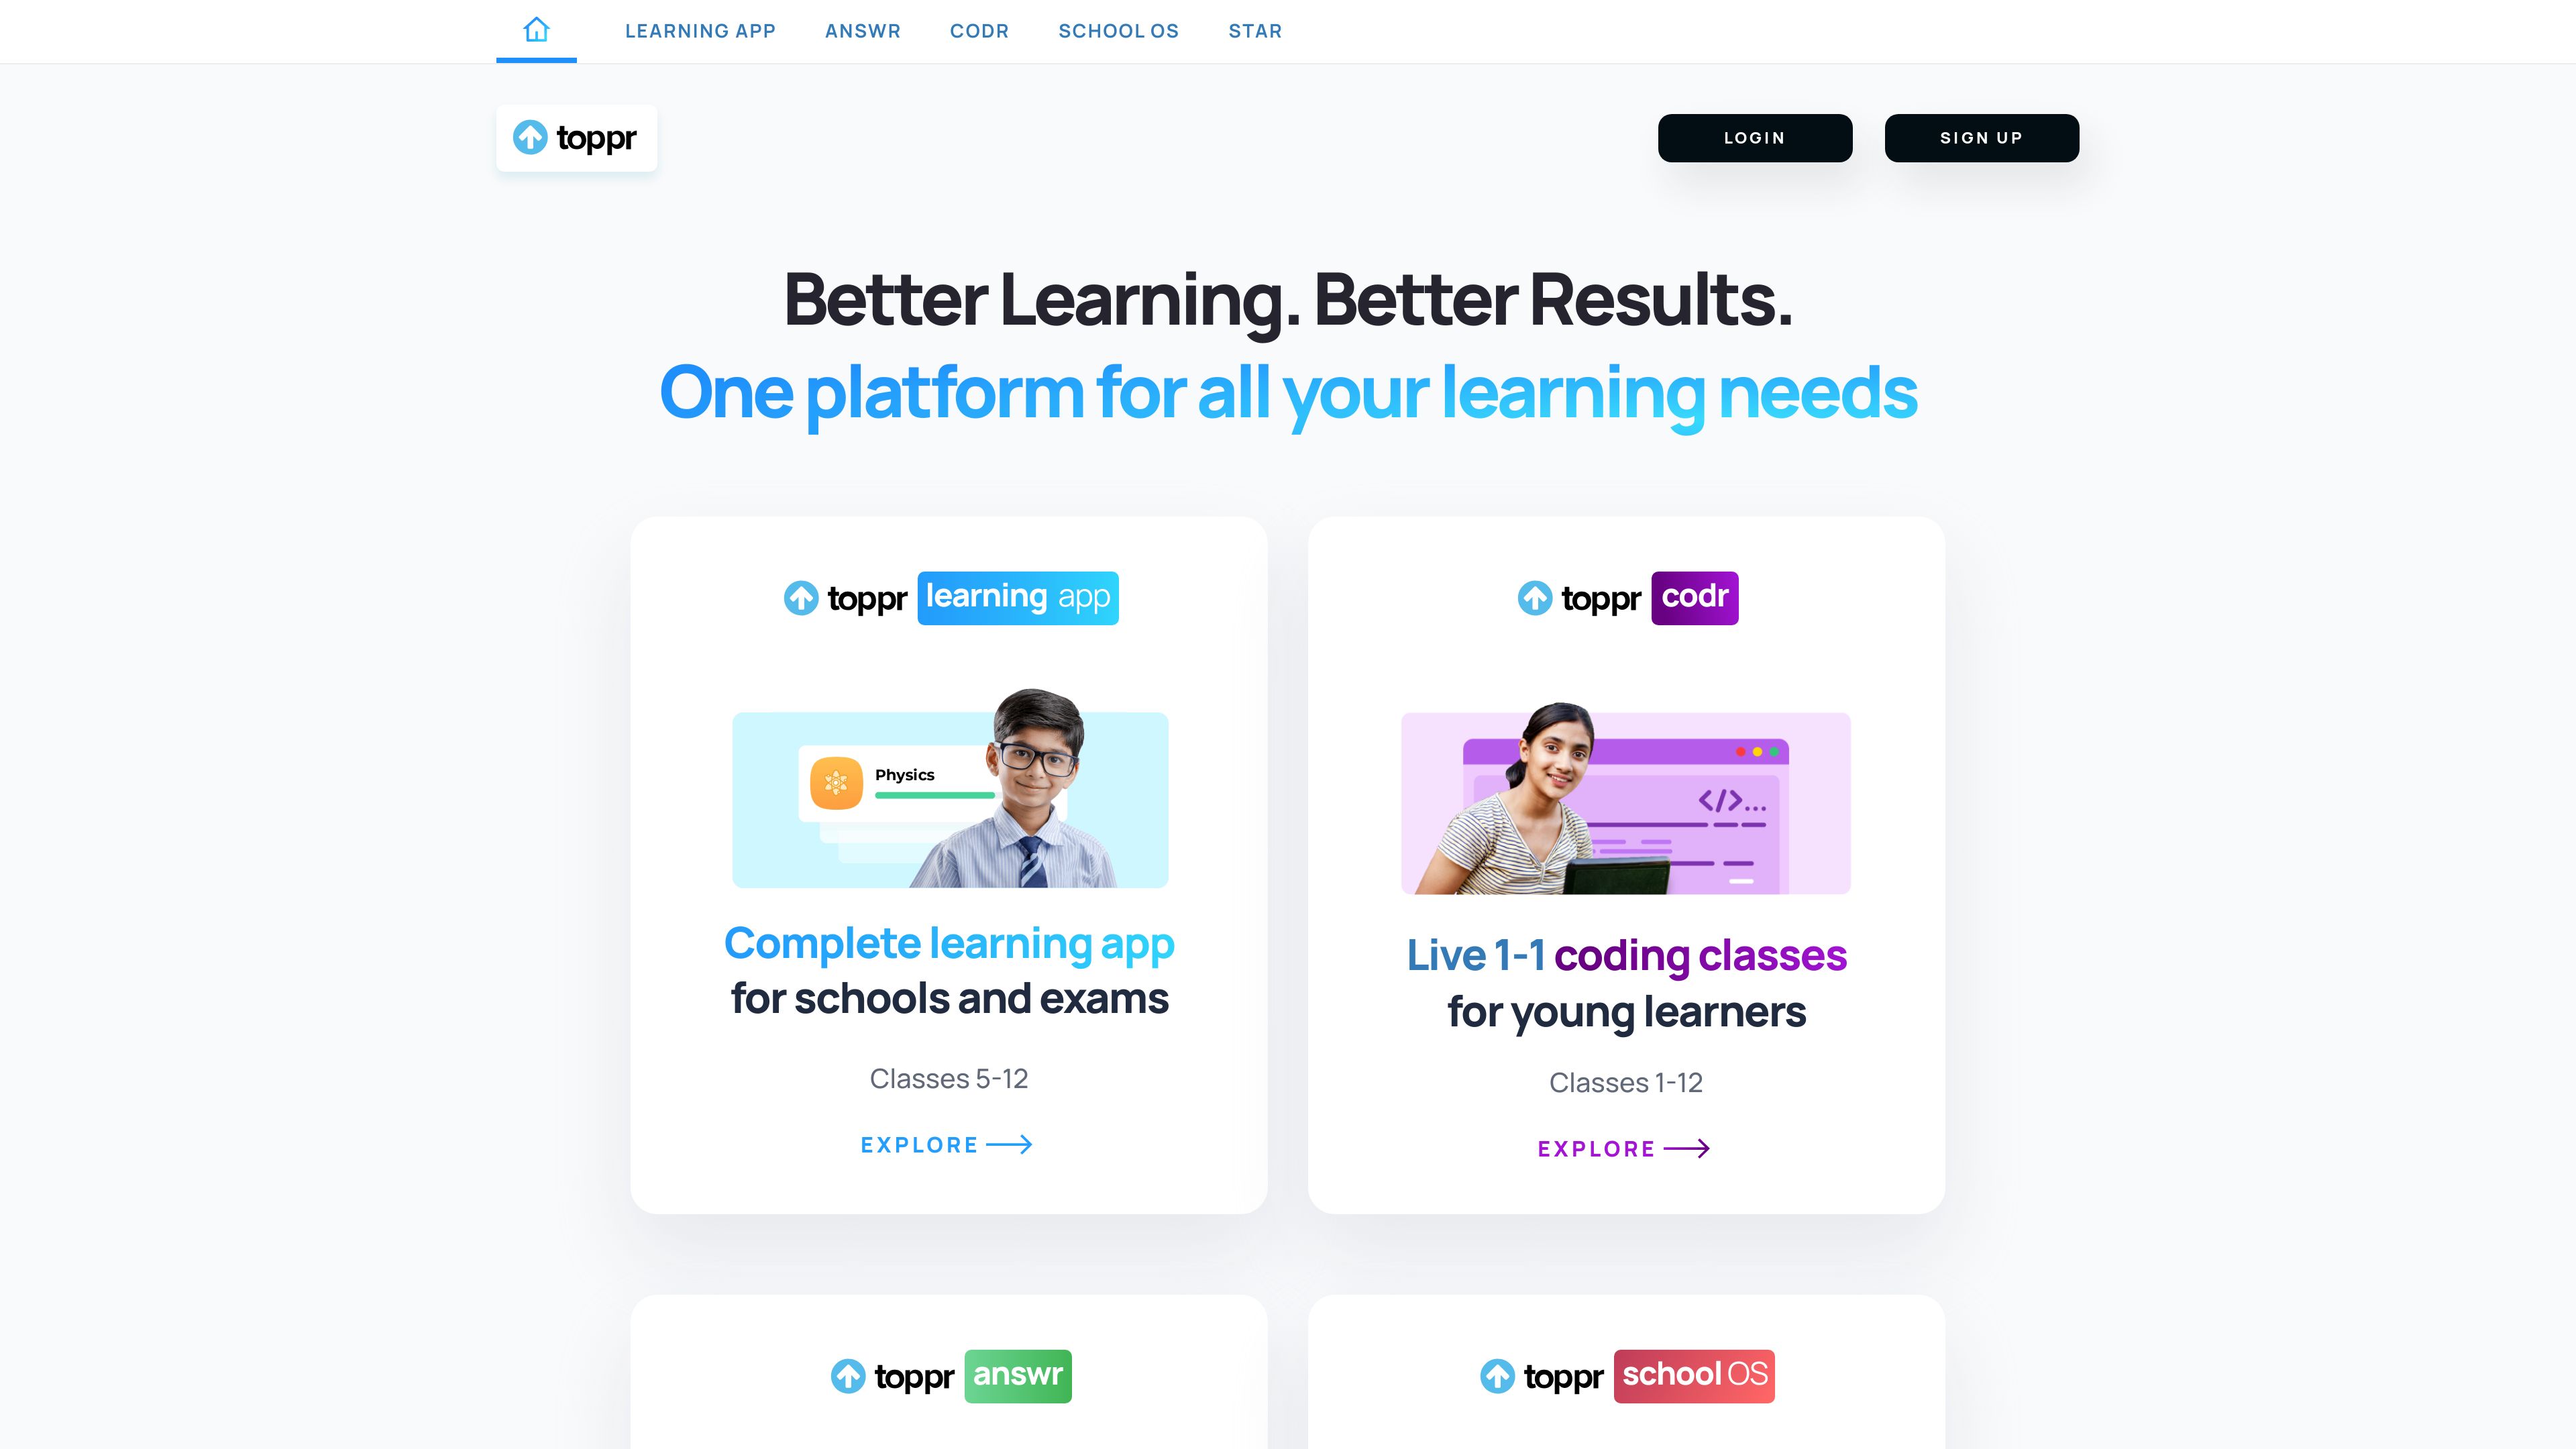 LEARNING APP ANSWR CODR SCHOOL OS STAR
toppr
LOGIN SIGN UP
Better Learning. Better Results.
One platform for all your learning needs
toppr learning app
Physics
Complete learning app
for schools and exams
Classes 5-12
EXPLORE
toppr codr
</>...
Live 1-1 coding classes
for young learners
Classes 1-12
EXPLORE
toppr answr
toppr school OS